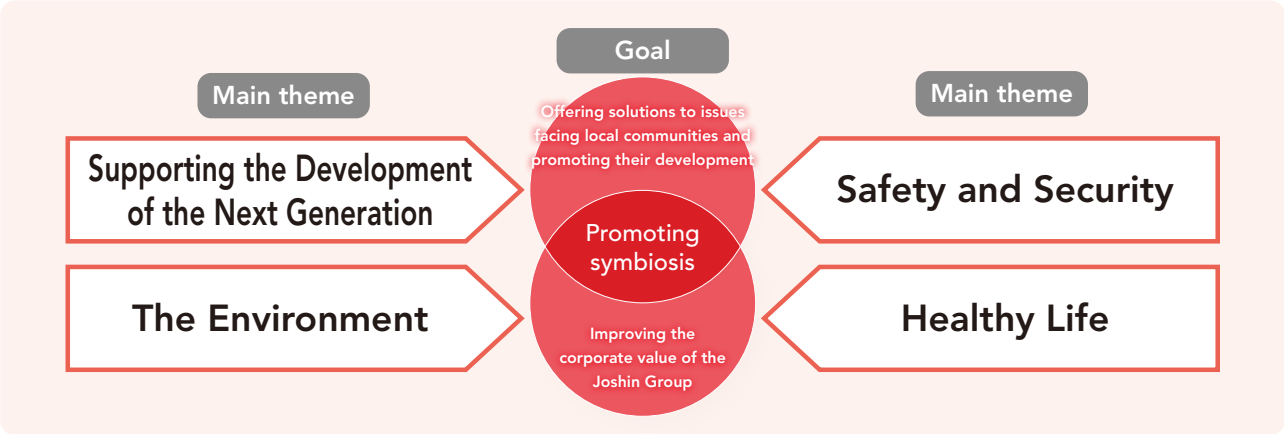 Goal
Main theme
Main theme
Offering solutions to issues
facing local communities and
promoting their development
Supporting the Development
of the Next Generation
Safety and Security
Promoting
symbiosis
The Environment
Healthy Life
Improving the
corporate value of the
Joshin Group